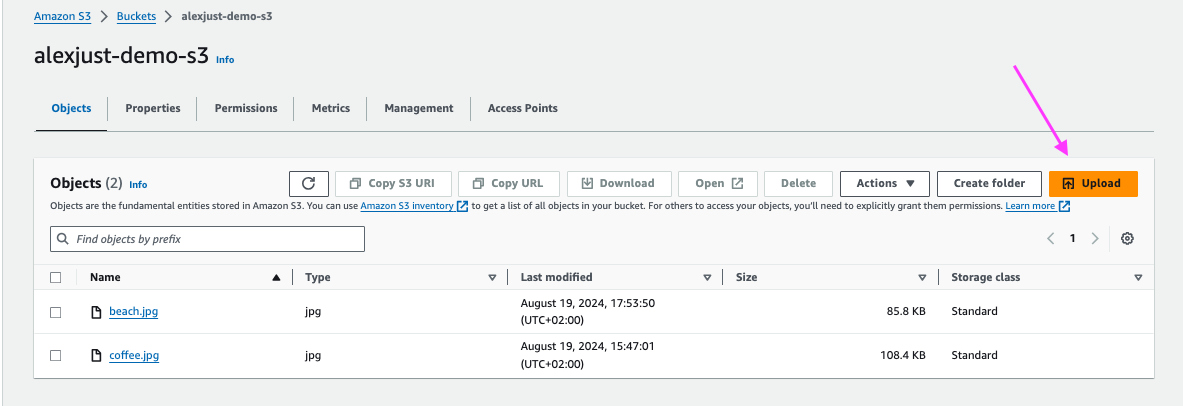 Amazon S3 > Buckets > alexjust-demo-s3
alexjust-demo-s3 Info
Objects Properties Permissions Metrics Management Access Points
Objects (2) Info Copy S3 URI Copy URL Download Open Delete Actions Create folder Upload
Objects are the fundamental entities stored in Amazon S3. You can use Amazon S3 inventory to get a list of all objects in your bucket. For others to access your objects, you'll need to explicitly grant them permissions. Learn more
Find objects by prefix 1
Name Type Last modified Size Storage class
beach.jpg jpg August 19, 2024, 17:53:50 (UTC+02:00) 85.8 KB Standard
coffee.jpg jpg August 19, 2024, 15:47:01 (UTC+02:00) 108.4 KB Standard